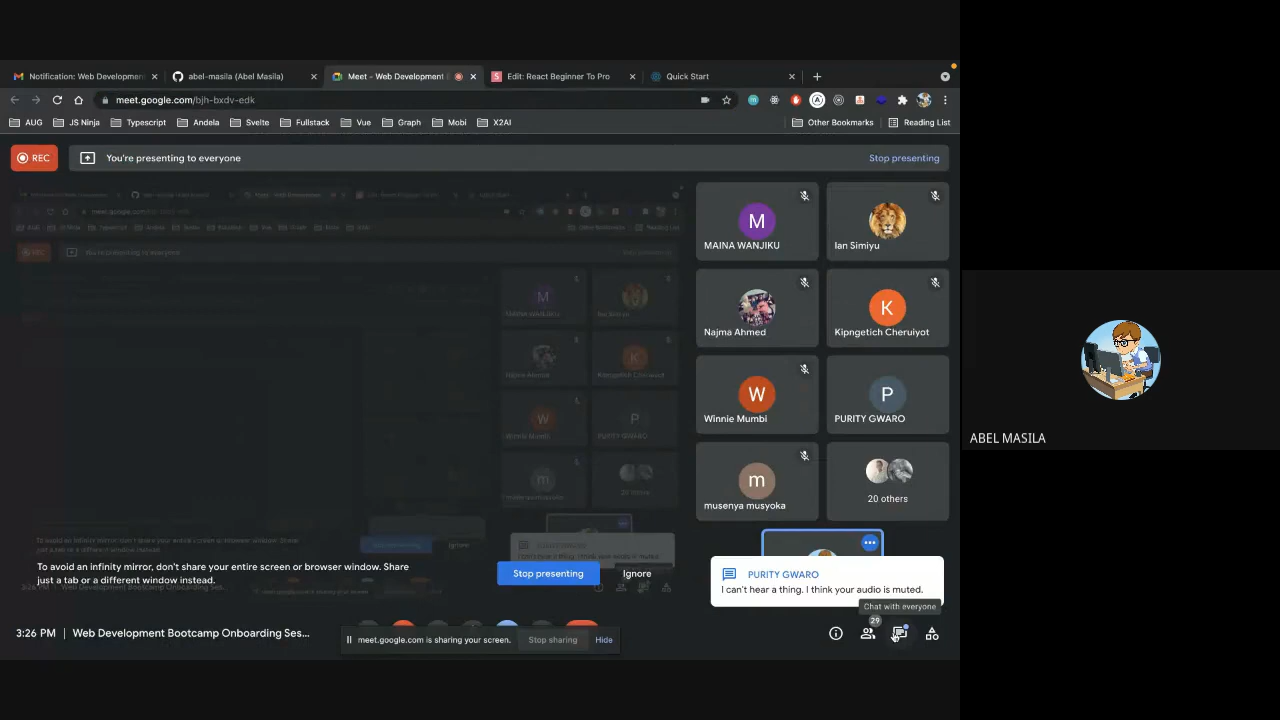 Notification: Web Development
abel-masila (Abel Masila)
Meet – Web Development
Edit: React Beginner To Pro
Quick Start
meet.google.com/bjh-bxdv-edk
AUG
JS Ninja
Typescript
Andela
Svelte
Fullstack
Vue
Graph
Mobi
X2AI
Other Bookmarks
Reading List
REC
You're presenting to everyone
Stop presenting
M
MAINA WANJIKU
Ian Simiyu
Najma Ahmed
K
Kipngetich Cheruiyot
W
Winnie Mumbi
P
PURITY GWARO
m
musenya musyoka
20 others
To avoid an infinity mirror, don't share your entire screen or browser window. Share
just a tab or a different window instead.
Stop presenting
Ignore
PURITY GWARO
I can't hear a thing. I think your audio is muted.
Chat with everyone
29
3:26 PM | Web Development Bootcamp Onboarding Ses...
meet.google.com is sharing your screen.
Stop sharing
Hide
ABEL MASILA